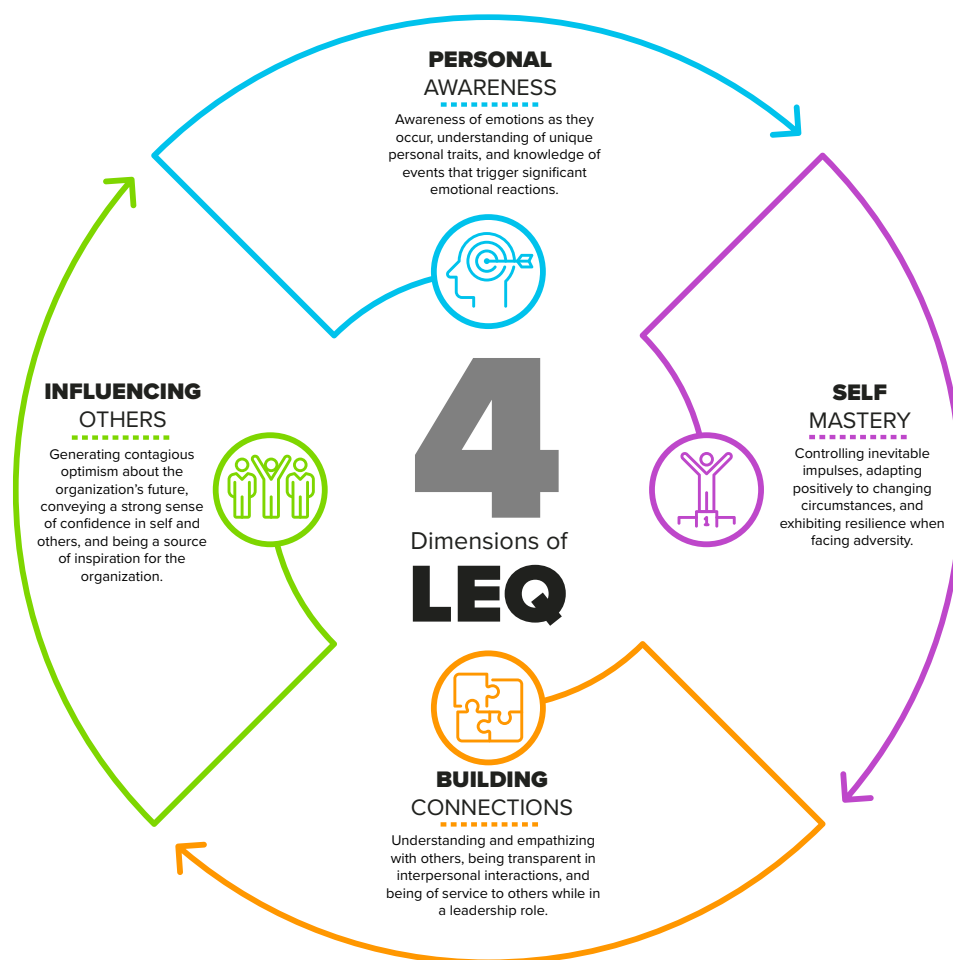 PERSONAL
AWARENESS
Awareness of emotions as they
occur, understanding of unique
personal traits, and knowledge of
events that trigger significant
emotional reactions.
SELF
MASTERY
Controlling inevitable
impulses, adapting
positively to changing
circumstances, and
exhibiting resilience when
facing adversity.
1
BUILDING
CONNECTIONS
Understanding and empathizing
with others, being transparent in
interpersonal interactions, and
being of service to others while in
a leadership role.
INFLUENCING
OTHERS
Generating contagious
optimism about the
organization’s future,
conveying a strong sense
of confidence in self and
others, and being a source
of inspiration for the
organization.
4
Dimensions of
LEQ